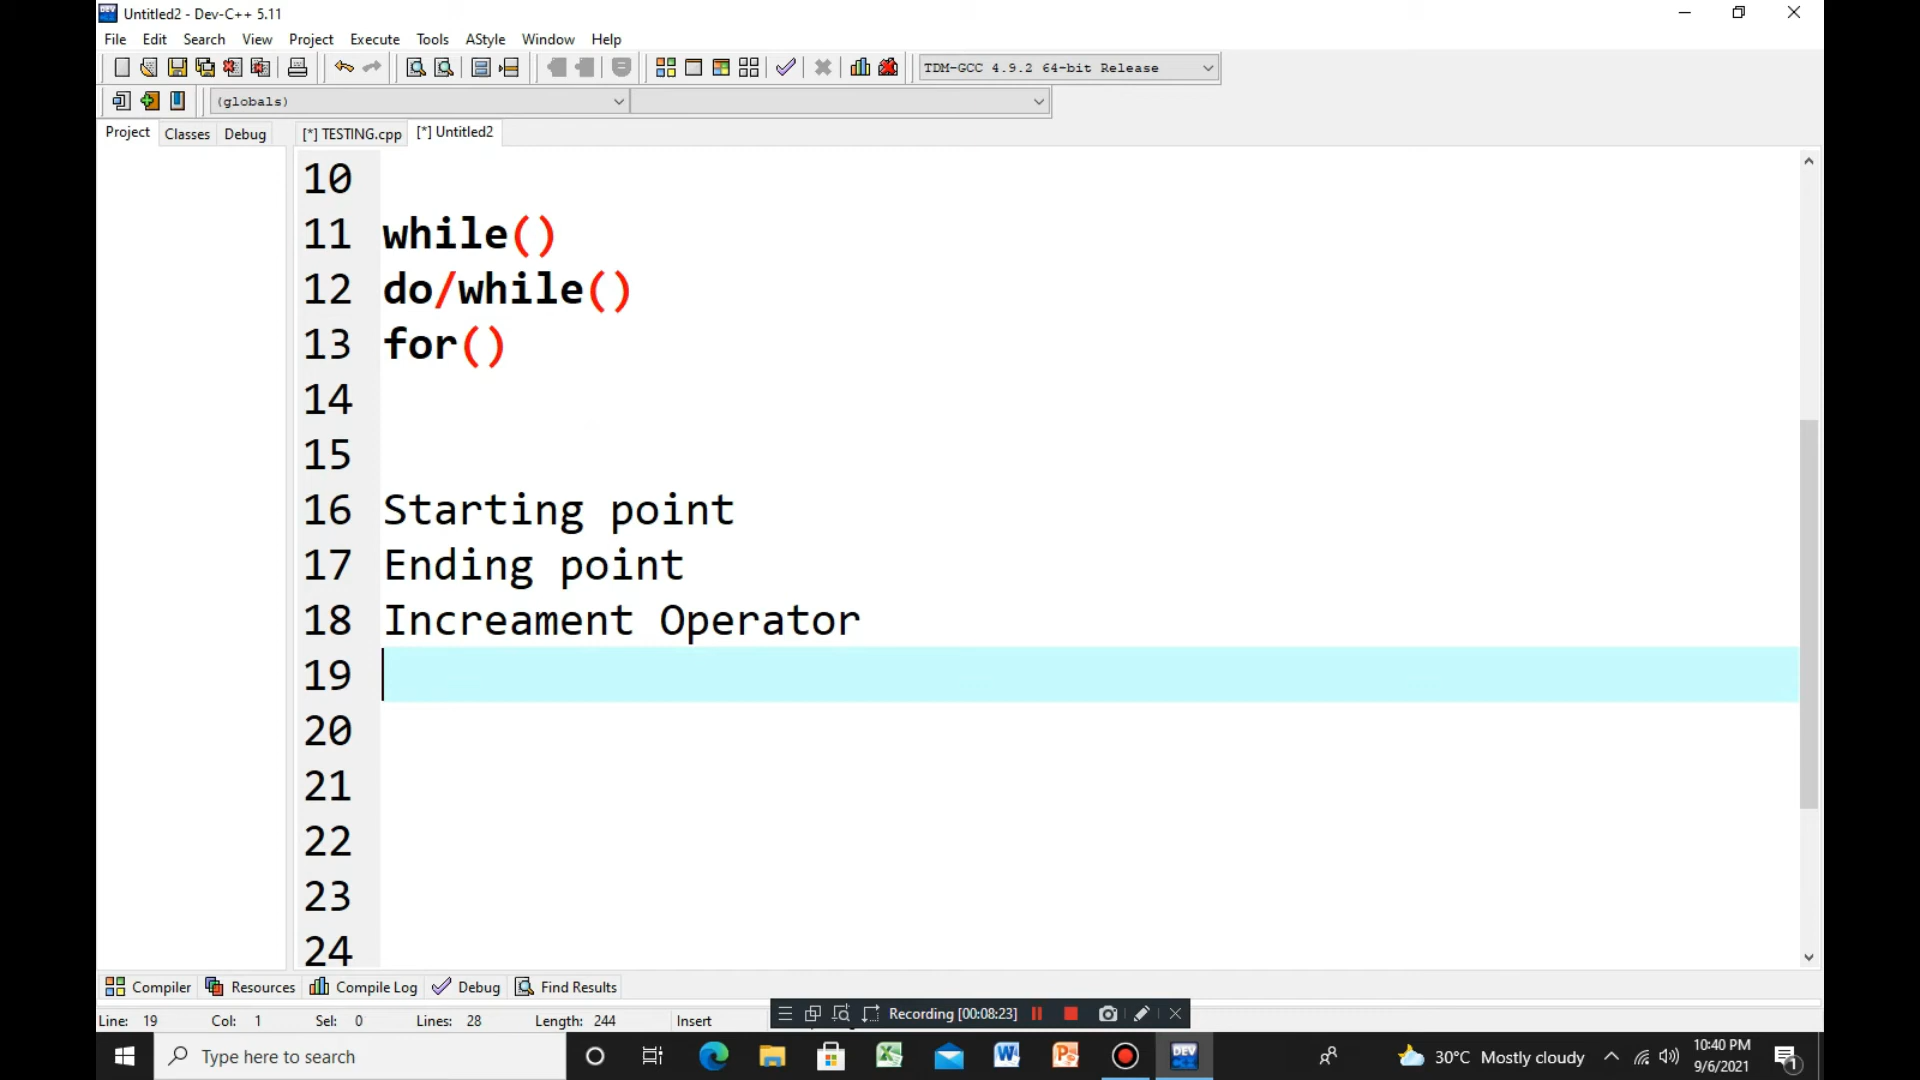 Untitled2 - Dev-C++ 5.11
File Edit Search View Project Execute Tools AStyle Window Help
TDM-GCC 4.9.2 64-bit Release
(globals)
Project Classes Debug [*] TESTING.cpp [*] Untitled2
10
11 while()
12 do/while()
13 for()
14
15
16 Starting point
17 Ending point
18 Increament Operator
19
20
21
22
23
24
Compiler Resources Compile Log Debug Find Results
Line: 19 Col: 1 Sel: 0 Lines: 28 Length: 244 Insert
Recording [00:08:23]
Type here to search
30°C Mostly cloudy
10:40 PM
9/6/2021
1